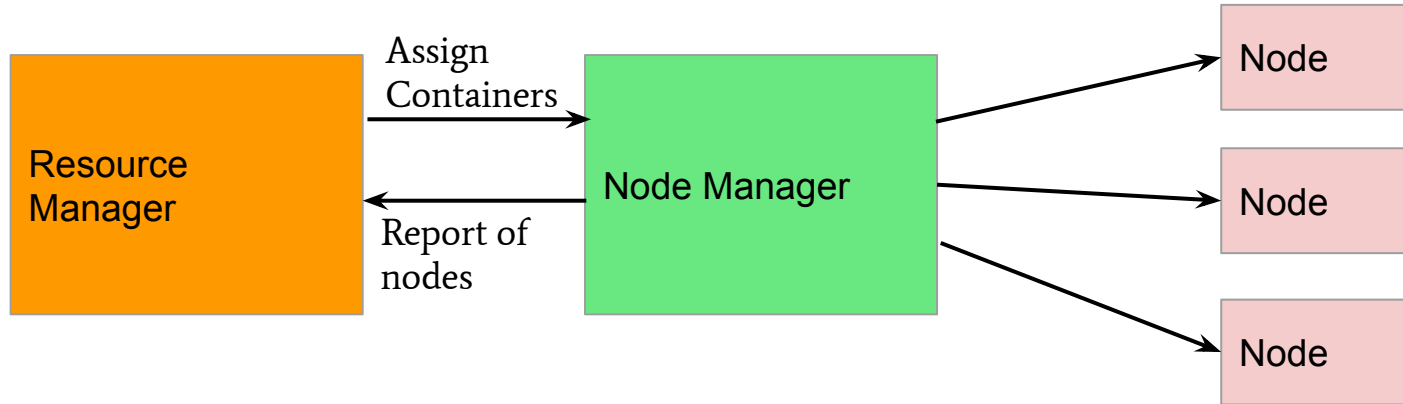 Assign
Containers
Resource
Manager
Report of
nodes
Node Manager
Node
Node
Node